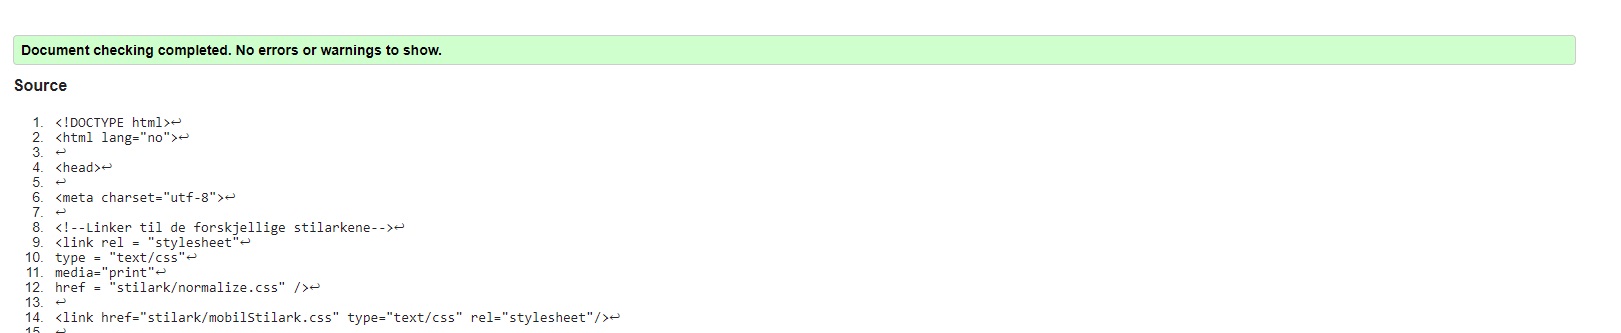 Document checking completed. No errors or warnings to show.
Source
1. <!DOCTYPE html>↩
2. <html lang="no">↩
3. ↩
4. <head>↩
5. ↩
6. <meta charset="utf-8">↩
7. ↩
8. <!--Linker til de forskjellige stilarkene-->↩
9. <link rel = "stylesheet"↩
10. type = "text/css"↩
11. media="print"↩
12. href = "stilark/normalize.css" />↩
13. ↩
14. <link href="stilark/mobilStilark.css" type="text/css" rel="stylesheet"/>↩
15. ↩